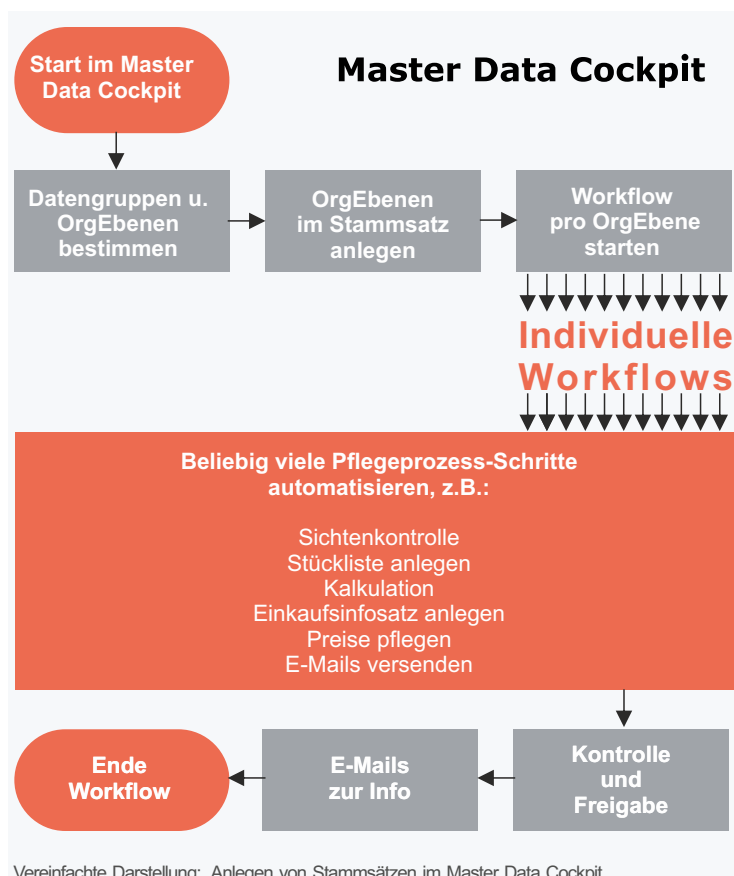 Start im Master
Data Cockpit
Master Data Cockpit
Datengruppen u.
OrgEbenen
bestimmen
OrgEbenen
im Stammsatz
anlegen
Workflow
pro OrgEbene
starten
Individuelle
Workflows
Beliebig viele Pflegeprozess-Schritte
automatisieren, z.B.:
Sichtenkontrolle
Stückliste anlegen
Kalkulation
Einkaufsinfosatz anlegen
Preise pflegen
E-Mails versenden
Ende
Workflow
E-Mails
zur Info
Kontrolle
und
Freigabe
Vereinfachte Darstellung: Anlegen von Stammsätzen im Master Data Cockpit